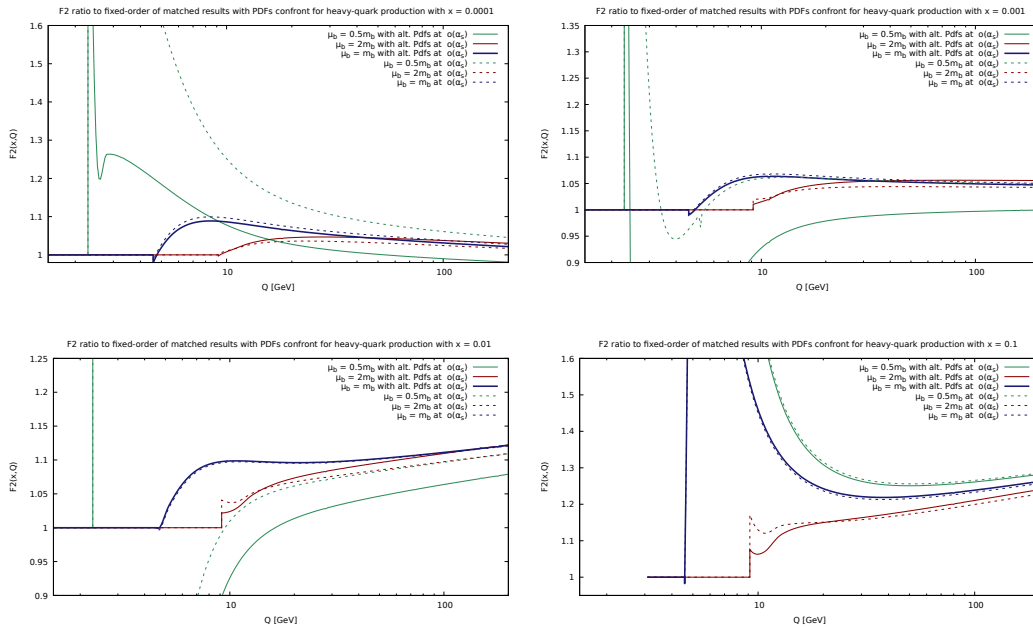 F2 ratio to fixed-order of matched results with PDFs confront for heavy-quark production with x = 0.0001
1.6
1.5
1.4
1.3
1.2
1.1
1
F2(x,Q)
μb = 0.5mb with alt. Pdfs at o(αs)
μb = 2mb with alt. Pdfs at o(αs)
μb = mb with alt. Pdfs at o(αs)
μb = 0.5mb at o(αs)
μb = 2mb at o(αs)
μb = mb at o(αs)
10
100
Q [GeV]
F2 ratio to fixed-order of matched results with PDFs confront for heavy-quark production with x = 0.001
1.35
1.3
1.25
1.2
1.15
1.1
1.05
1
0.95
0.9
F2(x,Q)
μb = 0.5mb with alt. Pdfs at o(αs)
μb = 2mb with alt. Pdfs at o(αs)
μb = mb with alt. Pdfs at o(αs)
μb = 0.5mb at o(αs)
μb = 2mb at o(αs)
μb = mb at o(αs)
10
100
Q [GeV]
F2 ratio to fixed-order of matched results with PDFs confront for heavy-quark production with x = 0.01
1.25
1.2
1.15
1.1
1.05
1
0.95
0.9
F2(x,Q)
μb = 0.5mb with alt. Pdfs at o(αs)
μb = 2mb with alt. Pdfs at o(αs)
μb = mb with alt. Pdfs at o(αs)
μb = 0.5mb at o(αs)
μb = 2mb at o(αs)
μb = mb at o(αs)
10
100
Q [GeV]
F2 ratio to fixed-order of matched results with PDFs confront for heavy-quark production with x = 0.1
1.6
1.5
1.4
1.3
1.2
1.1
1
F2(x,Q)
μb = 0.5mb with alt. Pdfs at o(αs)
μb = 2mb with alt. Pdfs at o(αs)
μb = mb with alt. Pdfs at o(αs)
μb = 0.5mb at o(αs)
μb = 2mb at o(αs)
μb = mb at o(αs)
10
100
Q [GeV]